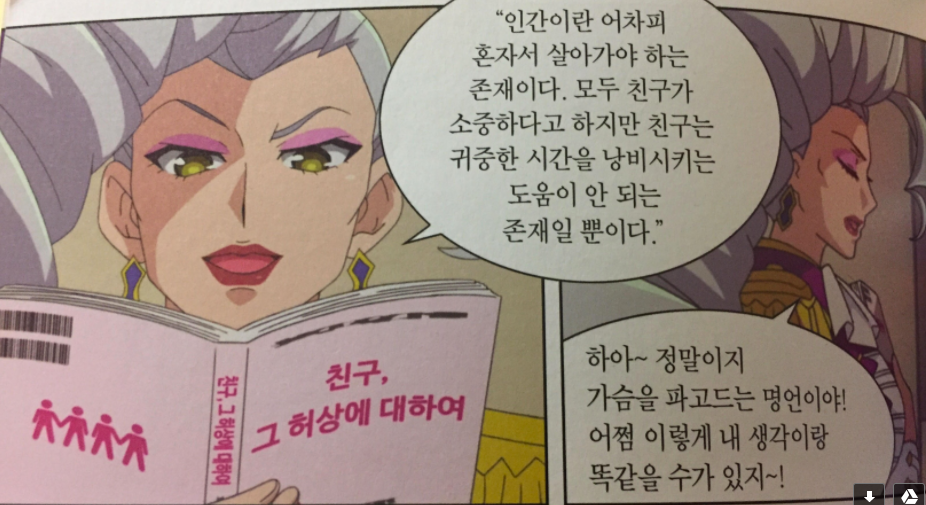 “인간이란 어차피
혼자서 살아가야 하는
존재이다. 모두 친구가
소중하다고 하지만 친구는
귀중한 시간을 낭비시키는
도움이 안 되는
존재일 뿐이다.”
친구,
그 허상에 대하여
친구, 그 허상에 대하여
하아~ 정말이지
가슴을 파고드는 명언이야!
어쩜 이렇게 내 생각이랑
똑같을 수가 있지~!